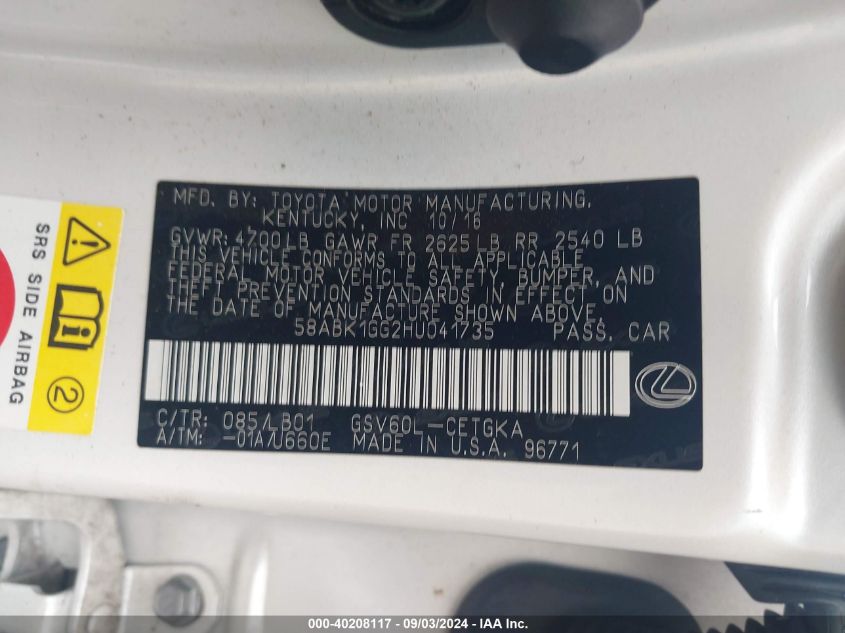 MFD. BY: TOYOTA MOTOR MANUFACTURING,
KENTUCKY, INC 10/16
GVWR: 4700 LB GAWR FR 2625 LB RR 2540 LB
THIS VEHICLE CONFORMS TO ALL APPLICABLE
FEDERAL MOTOR VEHICLE SAFETY, BUMPER, AND
THEFT PREVENTION STANDARDS IN EFFECT ON
THE DATE OF MANUFACTURE SHOWN ABOVE.
58ABK1GG2HU041735 PASS. CAR
C/TR: 085/LB01 GSV60L-CETGKA
A/TM: -01A/U660E MADE IN U.S.A. 96771
SRS SIDE AIRBAG
2
000-40208117 - 09/03/2024 - IAA Inc.